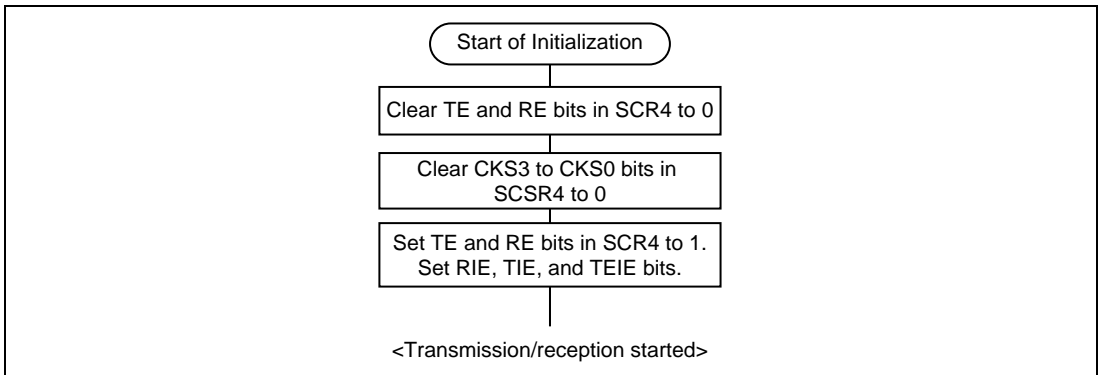 Start of Initialization
Clear TE and RE bits in SCR4 to 0
Clear CKS3 to CKS0 bits in
SCSR4 to 0
Set TE and RE bits in SCR4 to 1.
Set RIE, TIE, and TEIE bits.
<Transmission/reception started>